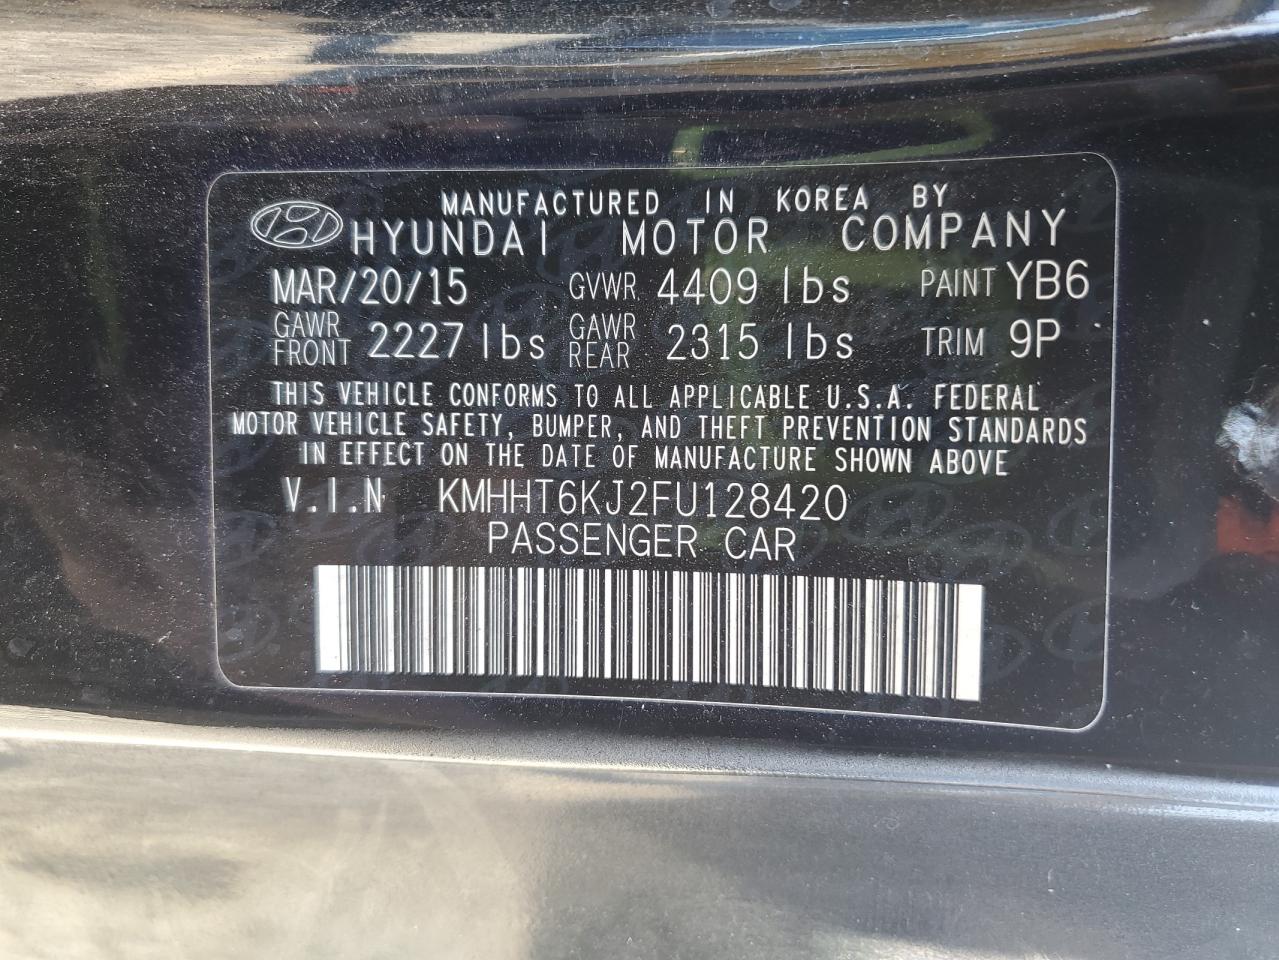 MANUFACTURED IN KOREA BY
HYUNDAI MOTOR COMPANY
MAR/20/15 GVWR 4409 lbs PAINT YB6
GAWR FRONT 2227 lbs GAWR REAR 2315 lbs TRIM 9P
THIS VEHICLE CONFORMS TO ALL APPLICABLE U.S.A. FEDERAL
MOTOR VEHICLE SAFETY, BUMPER, AND THEFT PREVENTION STANDARDS
IN EFFECT ON THE DATE OF MANUFACTURE SHOWN ABOVE
V.I.N KMHHT6KJ2FU128420
PASSENGER CAR